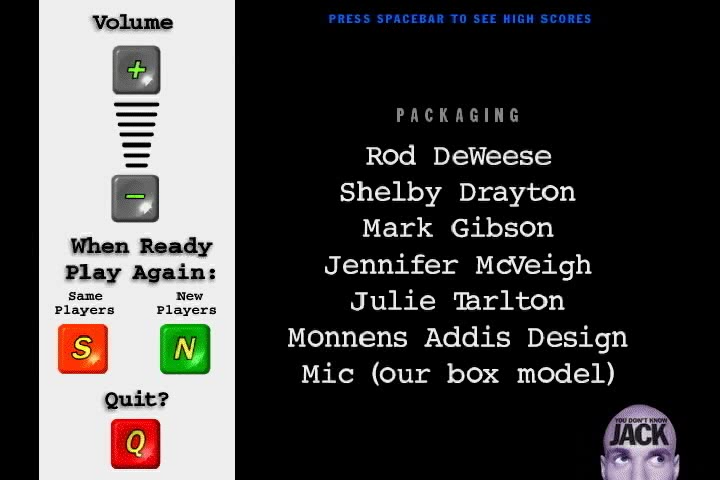 Volume
+
-
When Ready
Play Again:
Same
Players
New
Players
S
N
Quit?
Q
PRESS SPACEBAR TO SEE HIGH SCORES
PACKAGING
Rod DeWeese
Shelby Drayton
Mark Gibson
Jennifer McVeigh
Julie Tarlton
Monnens Addis Design
Mic (our box model)
YOU DON'T KNOW
JACK